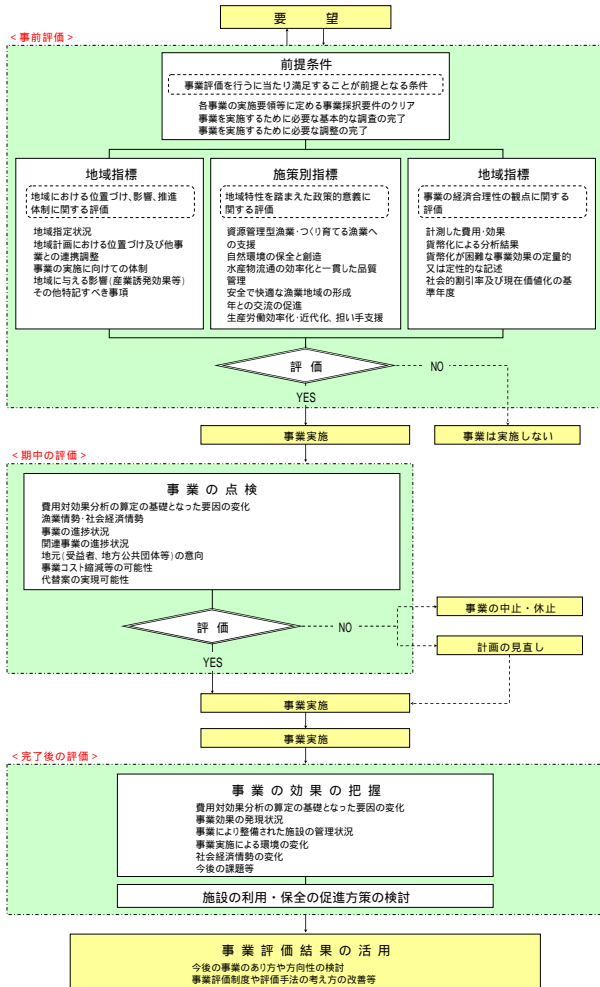 要　望
<事前評価>
前提条件
事業評価を行うに当たり満足することが前提となる条件
各事業の実施要領等に定める事業採択要件のクリア
事業を実施するために必要な基本的な調査の完了
事業を実施するために必要な調整の完了
地域指標
地域における位置づけ、影響、推進
体制に関する評価
地域指定状況
地域計画における位置づけ及び他事
業との連携調整
事業の実施に向けての体制
地域に与える影響(産業誘発効果等)
その他特記すべき事項
施策別指標
地域特性を踏まえた政策的意義に
関する評価
資源管理型漁業・つくり育てる漁業へ
の支援
自然環境の保全と創造
水産物流通の効率化と一貫した品質
管理
安全で快適な漁業地域の形成
年との交流の促進
生産労働効率化・近代化、担い手支援
地域指標
事業の経済合理性の観点に関する
評価
計測した費用・効果
貨幣化による分析結果
貨幣化が困難な事業効果の定量的
又は定性的な記述
社会的割引率及び現在価値化の基
準年度
評 価
NO
YES
事業実施
事業は実施しない
<期中の評価>
事 業 の 点 検
費用対効果分析の算定の基礎となった要因の変化
漁業情勢・社会経済情勢
事業の進捗状況
関連事業の進捗状況
地元(受益者、地方公共団体等)の意向
事業コスト縮減等の可能性
代替案の実現可能性
評 価
NO
YES
事業の中止・休止
計画の見直し
事業実施
事業実施
<完了後の評価>
事 業 の 効 果 の 把 握
費用対効果分析の算定の基礎となった要因の変化
事業効果の発現状況
事業により整備された施設の管理状況
事業実施による環境の変化
社会経済情勢の変化
今後の課題等
施設の利用・保全の促進方策の検討
事 業 評 価 結 果 の 活 用
今後の事業のあり方や方向性の検討
事業評価制度や評価手法の考え方の改善等